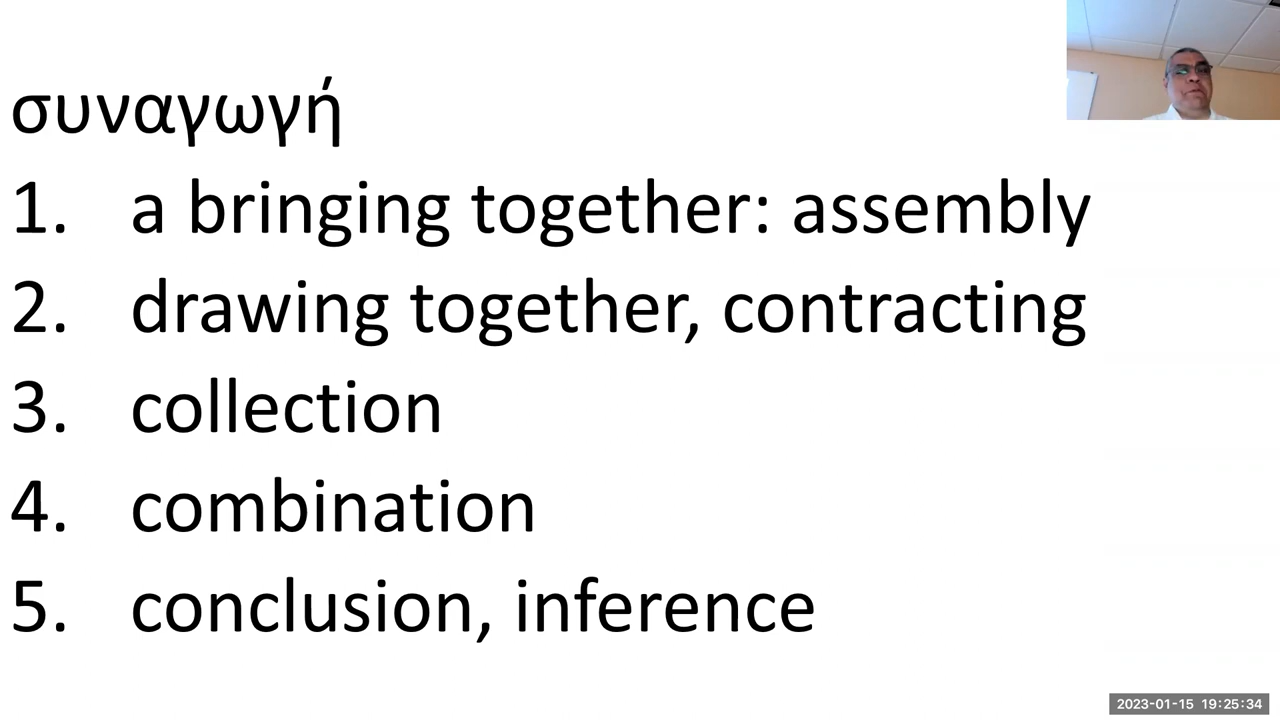 συναγωγή
1. a bringing together: assembly
2. drawing together, contracting
3. collection
4. combination
5. conclusion, inference
2023-01-15 19:25:34